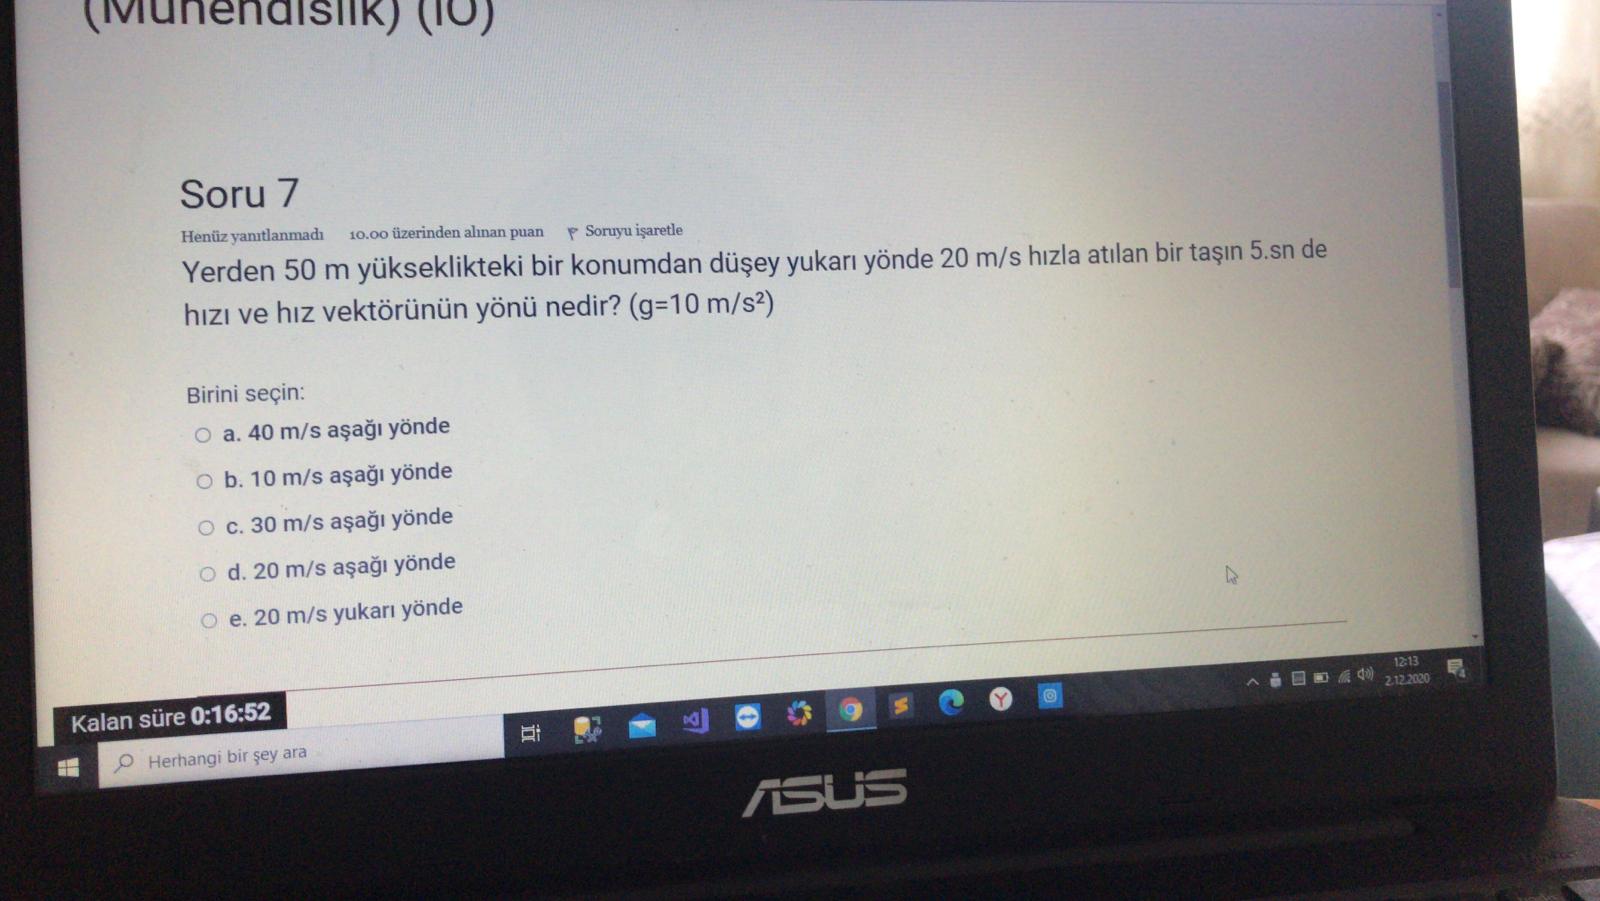 (Mühendislik) (İÖ)
Soru 7
Henüz yanıtlanmadı 10.00 üzerinden alınan puan Soruyu işaretle
Yerden 50 m yükseklikteki bir konumdan düşey yukarı yönde 20 m/s hızla atılan bir taşın 5.sn de
hızı ve hız vektörünün yönü nedir? (g=10 m/s²)
Birini seçin:
a. 40 m/s aşağı yönde
b. 10 m/s aşağı yönde
c. 30 m/s aşağı yönde
d. 20 m/s aşağı yönde
e. 20 m/s yukarı yönde
Kalan süre 0:16:52
Herhangi bir şey ara
12:13
2.12.2020
4
ASUS